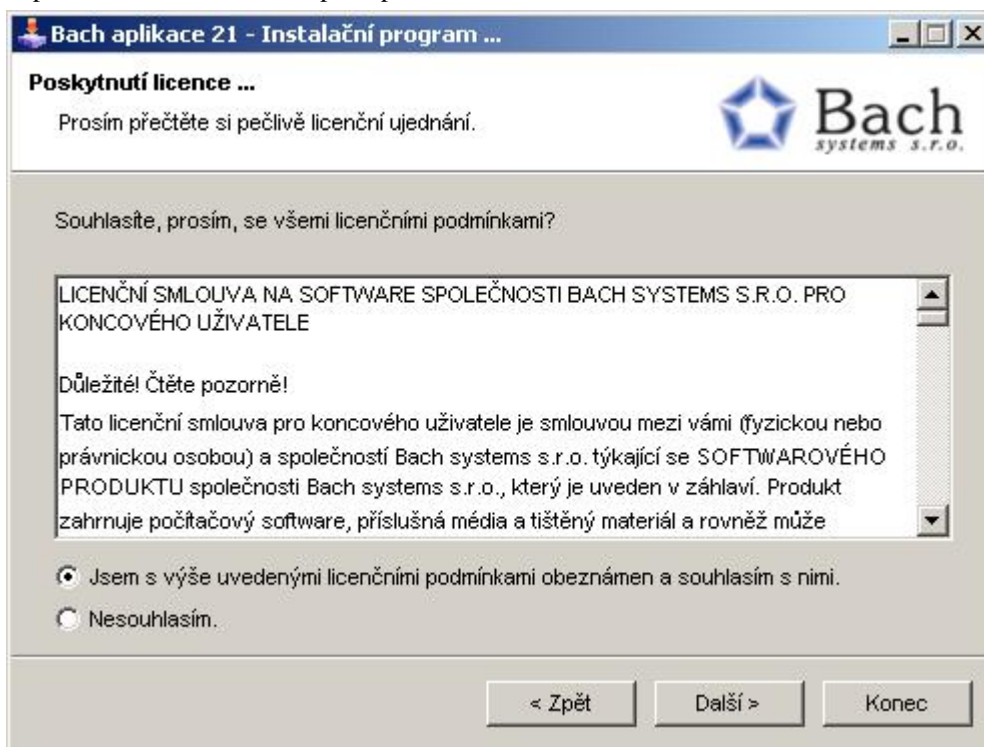 Bach aplikace 21 - Instalační program ...
Poskytnutí licence ...
Prosím přečtěte si pečlivě licenční ujednání.
Bach
systems s.r.o.
Souhlasíte, prosím, se všemi licenčními podmínkami?
LICENČNÍ SMLOUVA NA SOFTWARE SPOLEČNOSTI BACH SYSTEMS S.R.O. PRO
KONCOVÉHO UŽIVATELE
Důležité! Čtěte pozorně!
Tato licenční smlouva pro koncového uživatele je smlouvou mezi vámi (fyzickou nebo
právnickou osobou) a společností Bach systems s.r.o. týkající se SOFTWAROVÉHO
PRODUKTU společnosti Bach systems s.r.o., který je uveden v záhlaví. Produkt
zahrnuje počítačový software, příslušná média a tištěný materiál a rovněž může
Jsem s výše uvedenými licenčními podmínkami obeznámen a souhlasím s nimi.
Nesouhlasím.
< Zpět
Další >
Konec